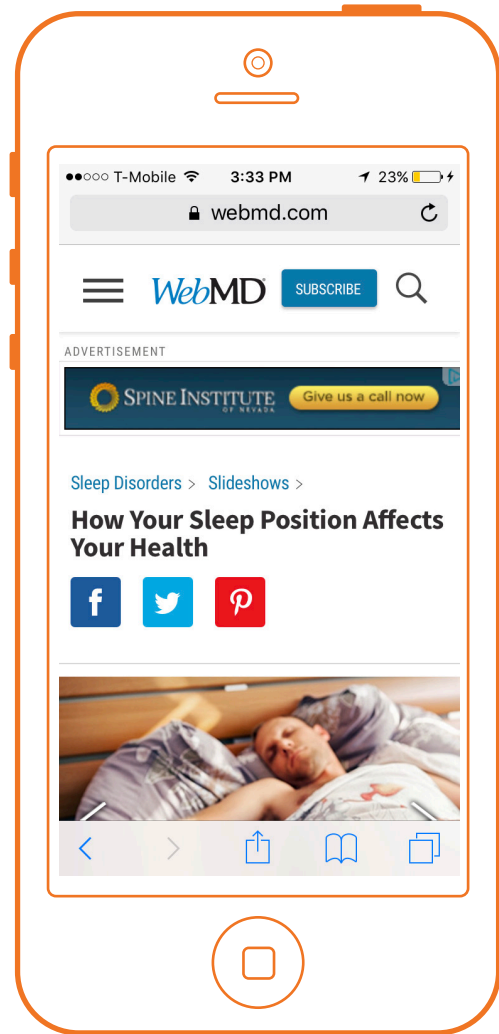 T-Mobile 3:33 PM 23%
webmd.com
WebMD SUBSCRIBE
ADVERTISEMENT
SPINE INSTITUTE Give us a call now
OF NEVADA
Sleep Disorders > Slideshows >
How Your Sleep Position Affects
Your Health